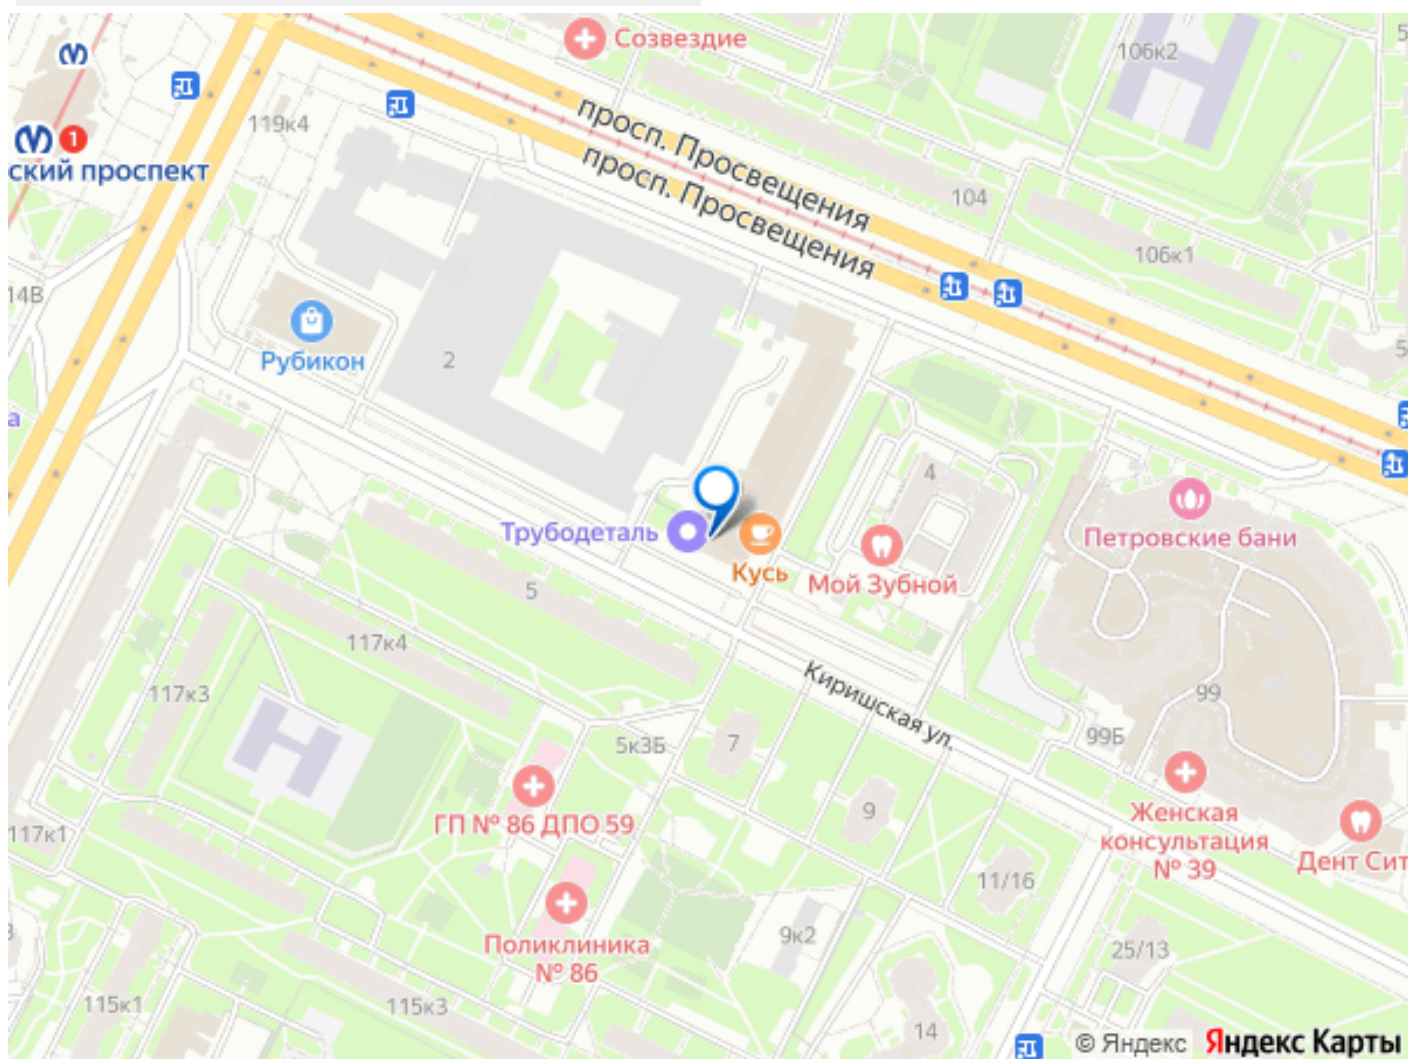 Созвездие
106к2
5
119к4
просп. Просвещения
просп. Просвещения
1
ский проспект
104
106к1
14В
Рубикон
2
5
а
4
Трубодеталь
Кусь
Мой Зубной
Петровские бани
5
117к4
117к3
Киришская ул.
99
99Б
5к3Б
7
9
ГП № 86 ДПО 59
Женская
консультация
№ 39
Дент Сит
117к1
11/16
Поликлиника
№ 86
9к2
25/13
115к1
115к3
14
© Яндекс Яндекс Карты